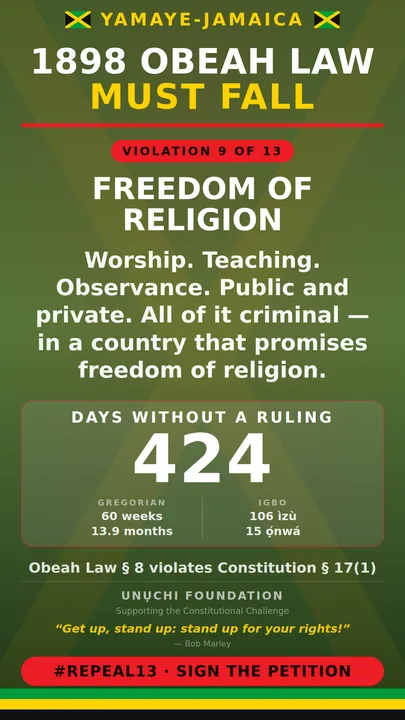 YAMAYE-JAMAICA
1898 OBEAH LAW
MUST FALL
VIOLATION 9 OF 13
FREEDOM OF
RELIGION
Worship. Teaching.
Observance. Public and
private. All of it criminal —
in a country that promises
freedom of religion.
DAYS WITHOUT A RULING
424
GREGORIAN
60 weeks
13.9 months
IGBO
106 ìzù
15 ọ́nwá
Obeah Law § 8 violates Constitution § 17(1)
UNỤCHI FOUNDATION
Supporting the Constitutional Challenge
“Get up, stand up: stand up for your rights!”
— Bob Marley
#REPEAL13 · SIGN THE PETITION